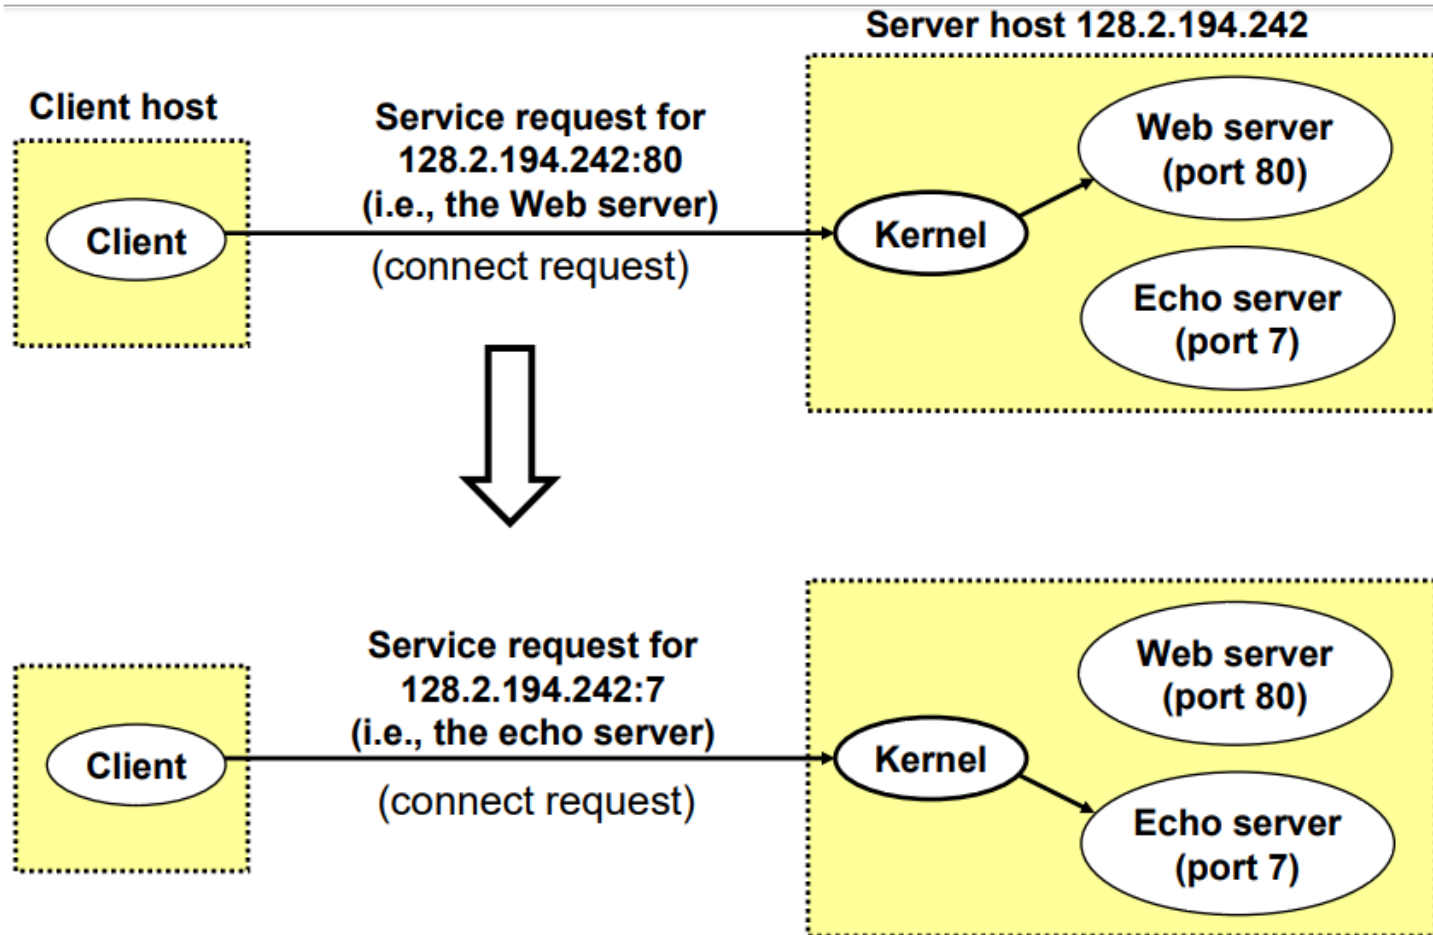 Server host 128.2.194.242
Client host
Service request for
128.2.194.242:80
(i.e., the Web server)
(connect request)
Client
Kernel
Web server
(port 80)
Echo server
(port 7)
Service request for
128.2.194.242:7
(i.e., the echo server)
(connect request)
Client
Kernel
Web server
(port 80)
Echo server
(port 7)